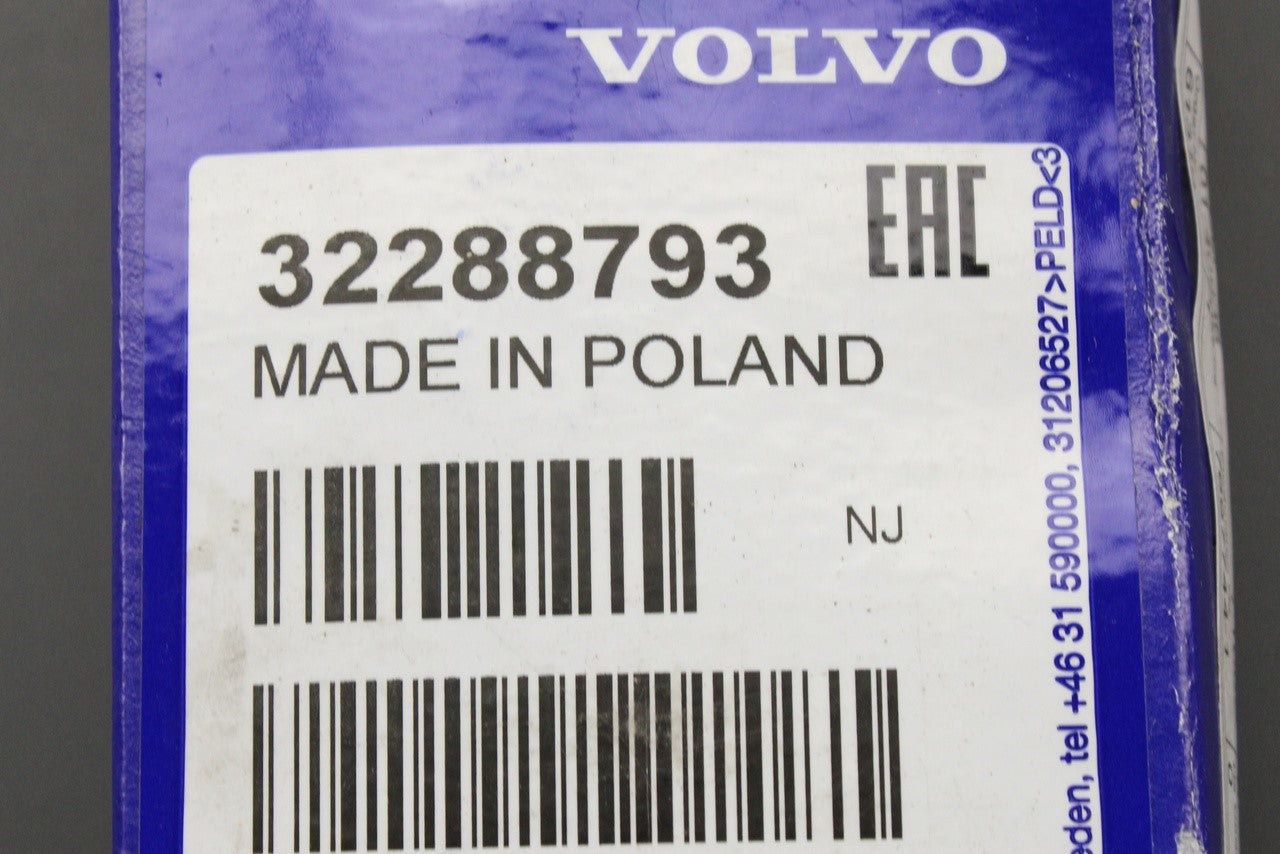 VOLVO
32288793
EAC
MADE IN POLAND
NJ
eden, tel +46 31 590000, 31206527>PELD<3